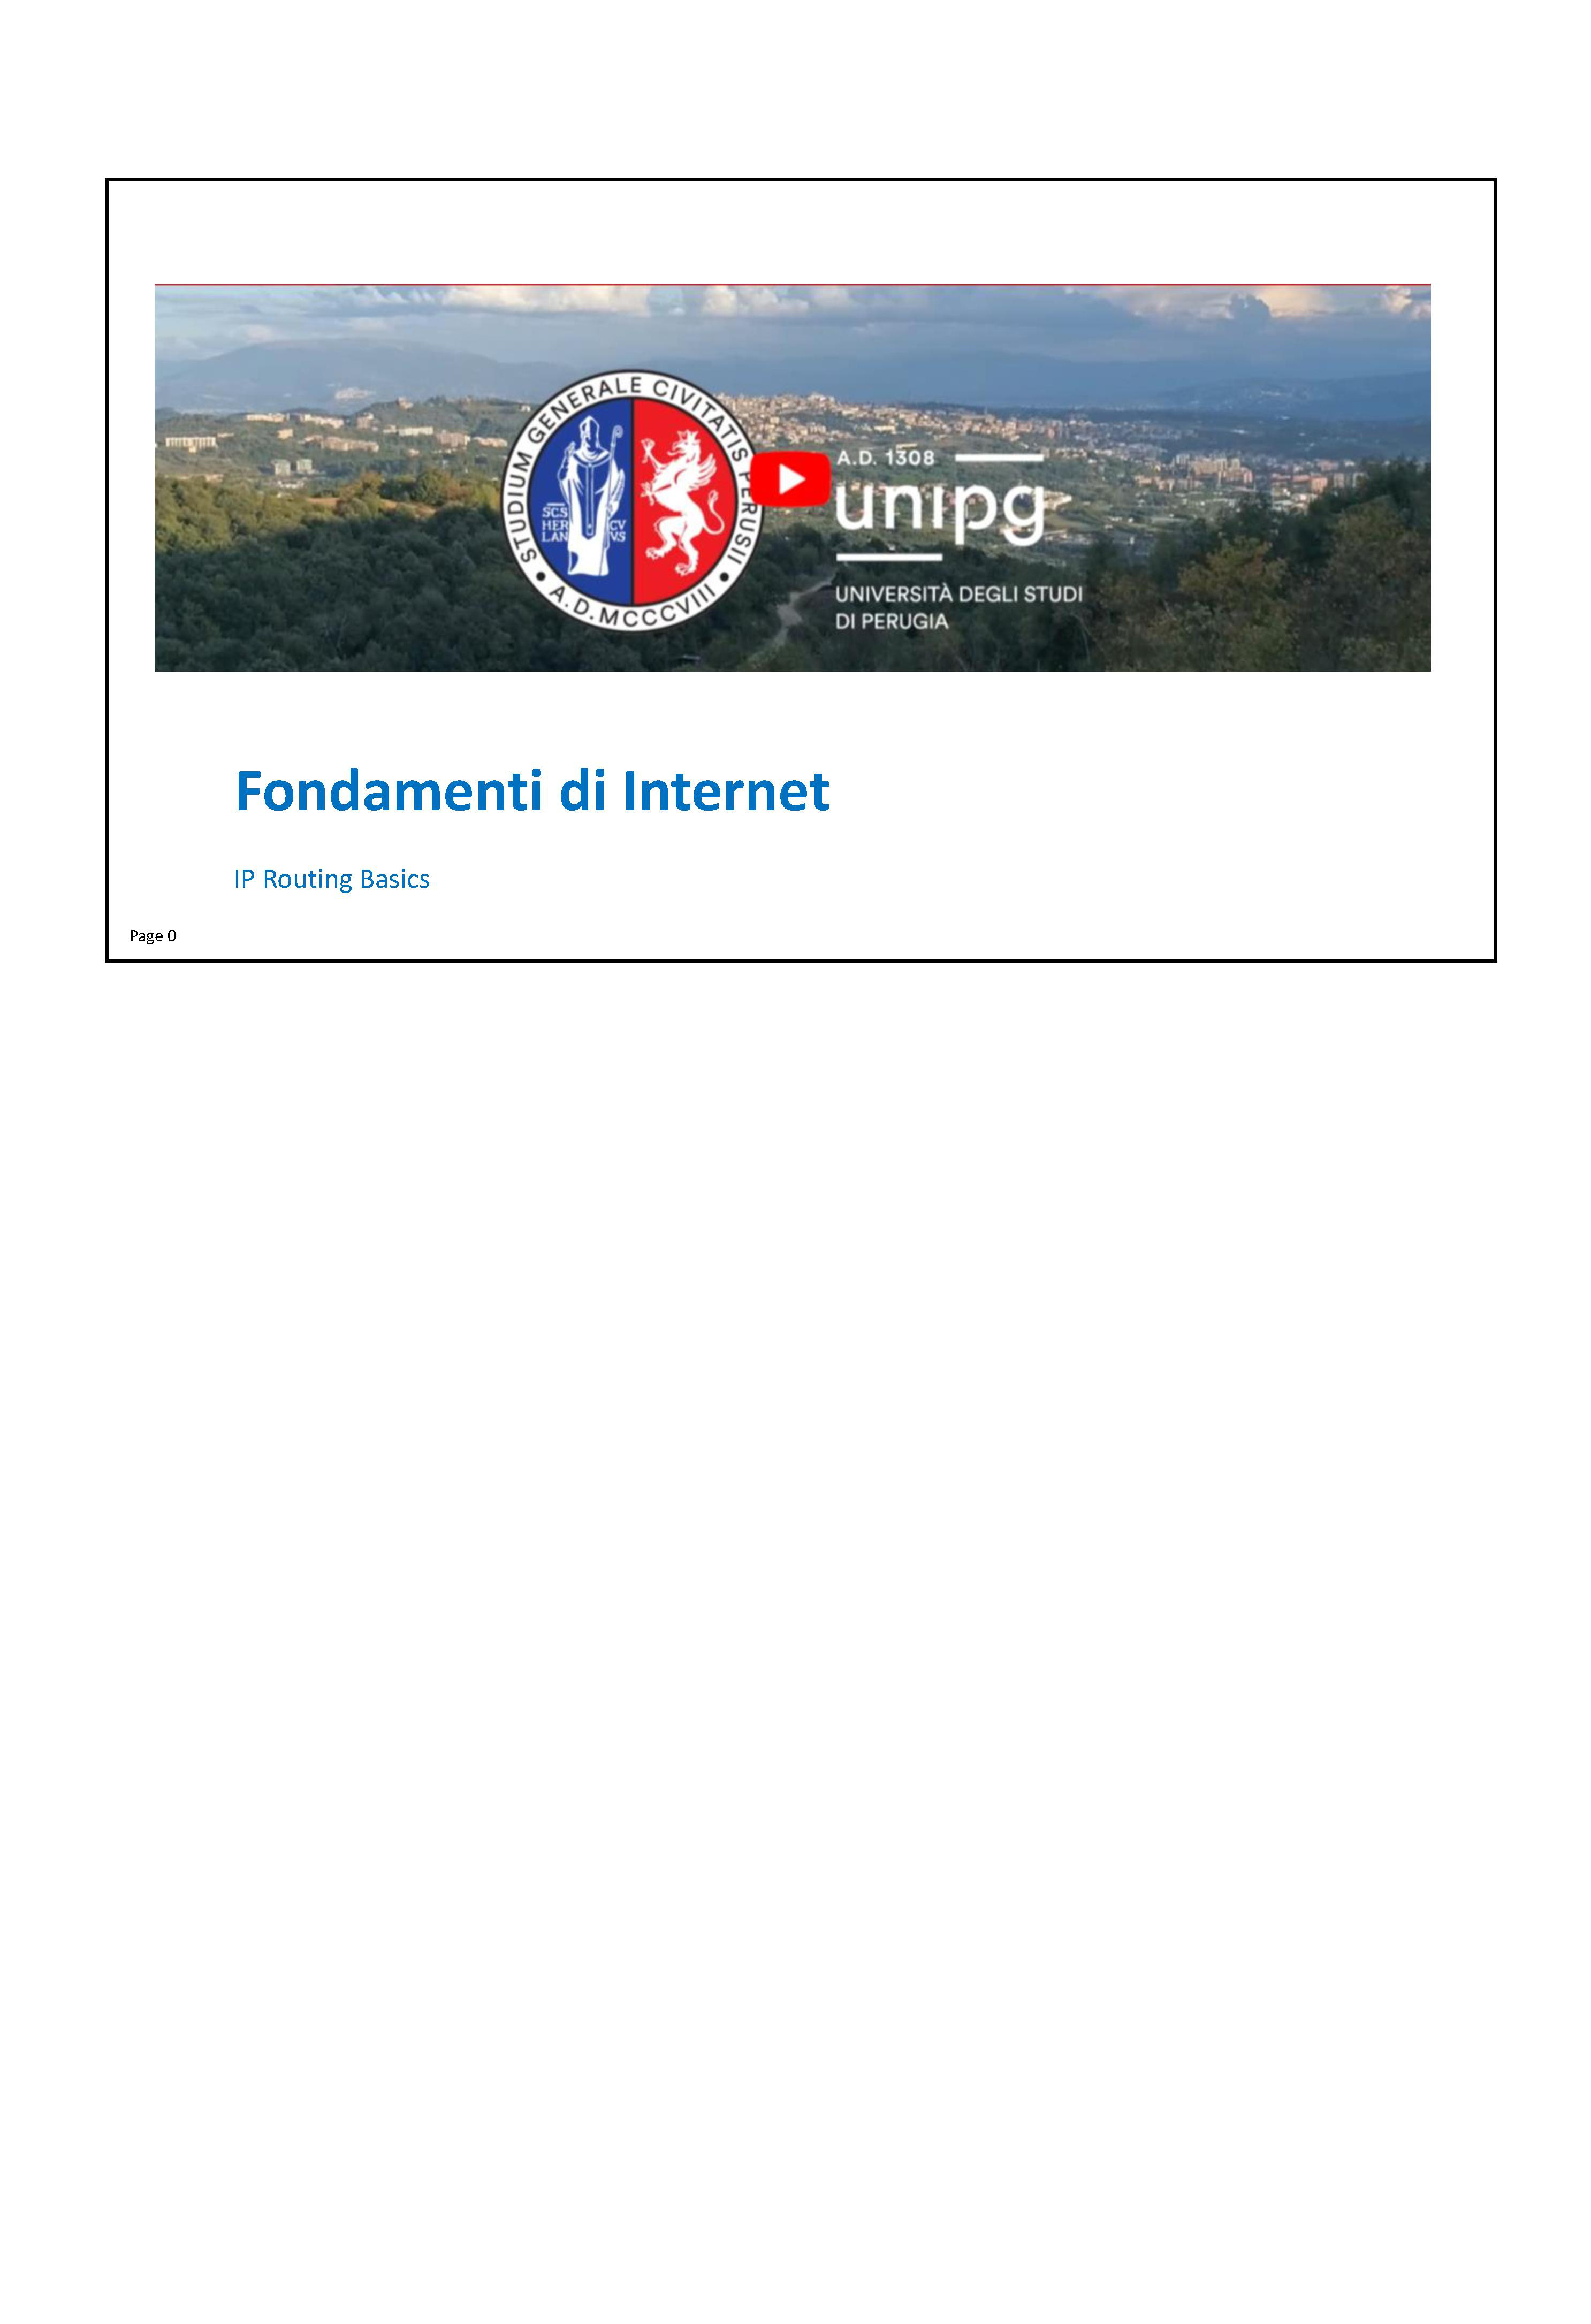 STUDIUM GENERALE CIVITATIS PERUSII
A.D. MCCCVIII
SCS
HER CV
LAN VS
A.D. 1308
unipg
UNIVERSITÀ DEGLI STUDI
DI PERUGIA
Fondamenti di Internet
IP Routing Basics
Page 0